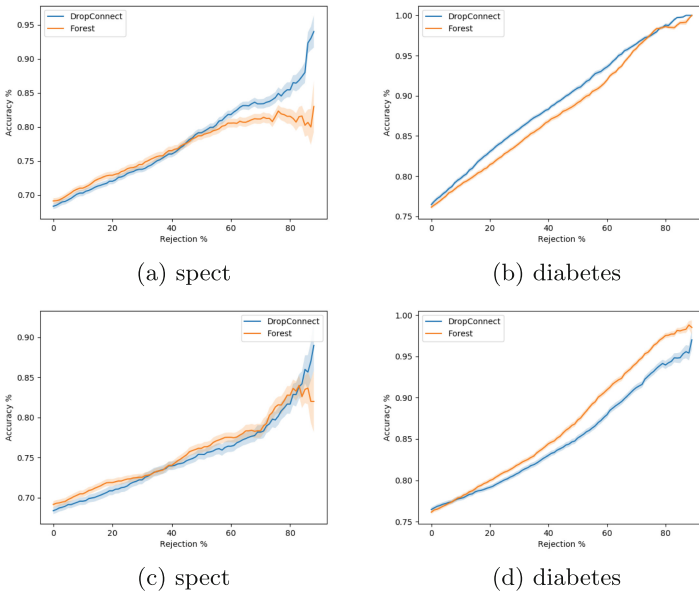 DropConnect
Forest
0.95
0.90
0.85
0.80
0.75
0.70
Accuracy %
0 20 40 60 80
Rejection %
(a) spect
DropConnect
Forest
1.00
0.95
0.90
0.85
0.80
0.75
Accuracy %
0 20 40 60 80
Rejection %
(b) diabetes
DropConnect
Forest
0.90
0.85
0.80
0.75
0.70
Accuracy %
0 20 40 60 80
Rejection %
(c) spect
DropConnect
Forest
1.00
0.95
0.90
0.85
0.80
0.75
Accuracy %
0 20 40 60 80
Rejection %
(d) diabetes